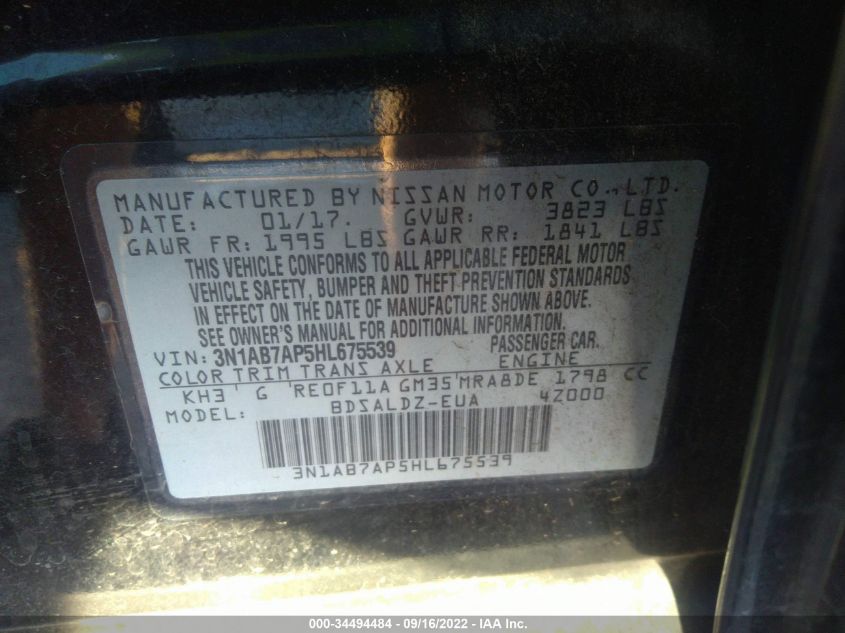 MANUFACTURED BY NISSAN MOTOR CO., LTD.
DATE: 01/17. GVWR: 3823 LBS
GAWR FR: 1995 LBS GAWR RR: 1841 LBS
THIS VEHICLE CONFORMS TO ALL APPLICABLE FEDERAL MOTOR
VEHICLE SAFETY, BUMPER AND THEFT PREVENTION STANDARDS
IN EFFECT ON THE DATE OF MANUFACTURE SHOWN ABOVE.
SEE OWNER'S MANUAL FOR ADDITIONAL INFORMATION.
VIN: 3N1AB7AP5HL675539 PASSENGER CAR.
COLOR TRIM TRANS AXLE ENGINE
KH3 ' G 'RE0F11A GM35'MRA8DE 1798 CC
MODEL: BDSALDZ-EUA 4Z000
3N1AB7AP5HL675539
000-34494484 - 09/16/2022 - IAA Inc.